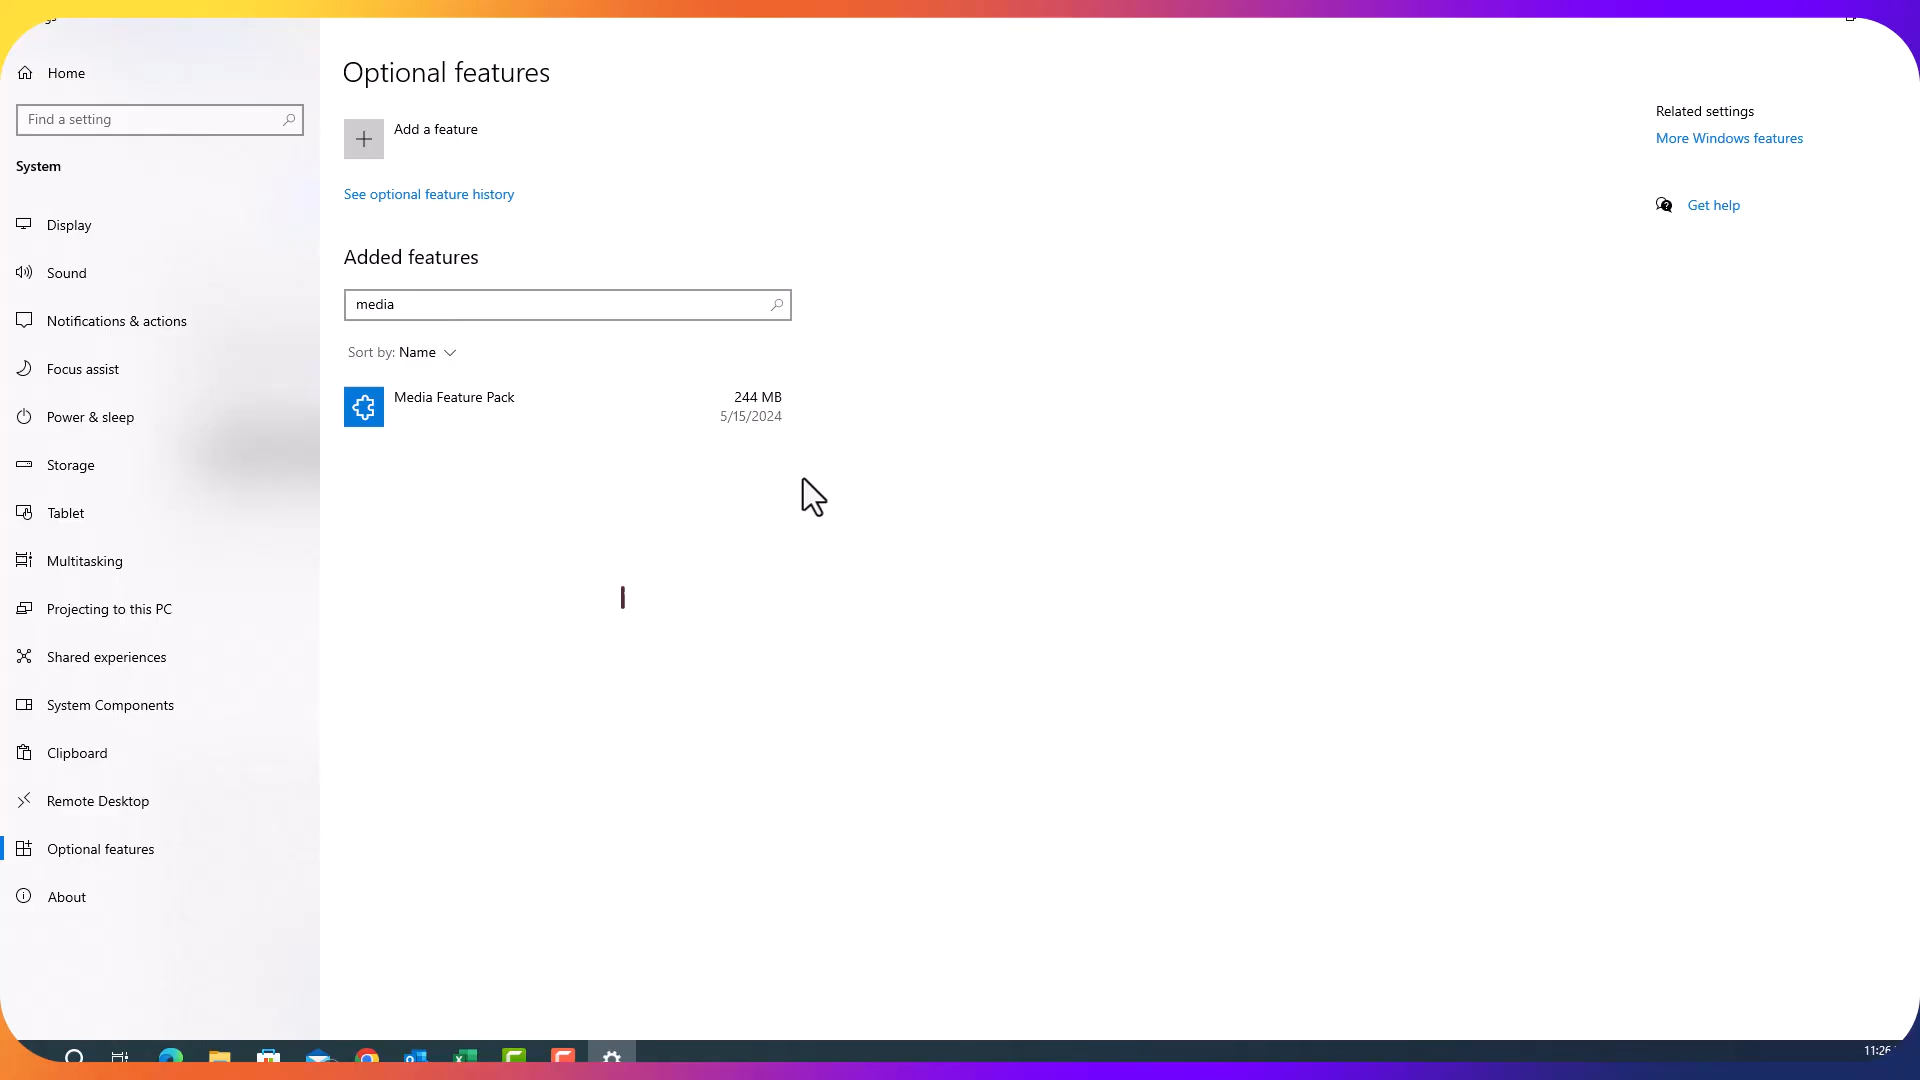 Home
Find a setting
System
Display
Sound
Notifications & actions
Focus assist
Power & sleep
Storage
Tablet
Multitasking
Projecting to this PC
Shared experiences
System Components
Clipboard
Remote Desktop
Optional features
About
Optional features
Add a feature
See optional feature history
Added features
media
Sort by: Name
Media Feature Pack
244 MB
5/15/2024
Related settings
More Windows features
Get help
11:26